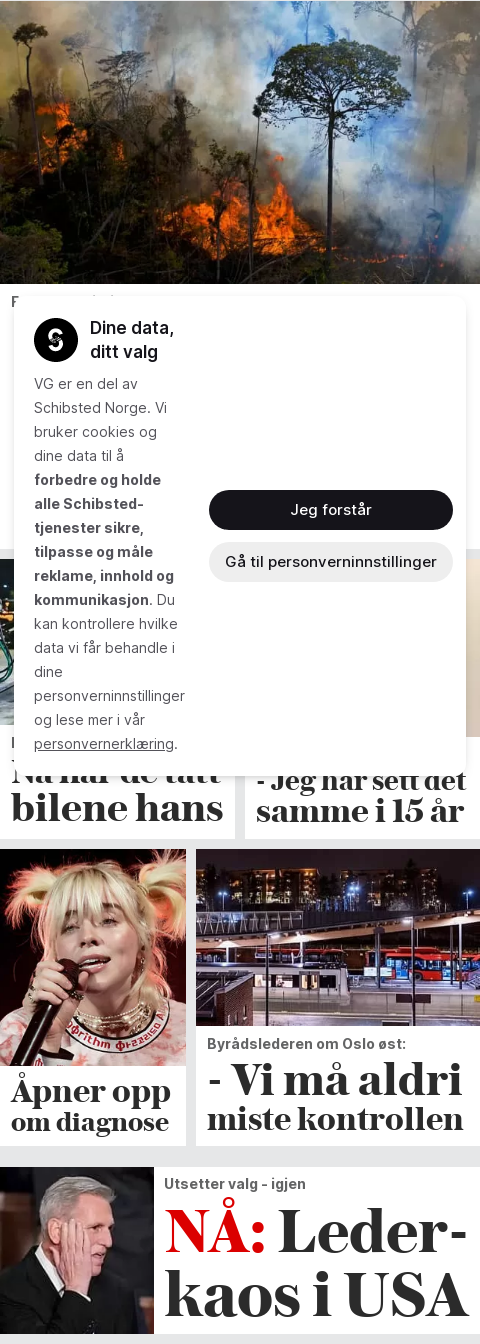 Dine data,
ditt valg
VG er en del av
Schibsted Norge. Vi
bruker cookies og
dine data til å
forbedre og holde
alle Schibsted-
tjenester sikre,
tilpasse og måle
reklame, innhold og
kommunikasjon. Du
kan kontrollere hvilke
data vi får behandle i
dine
personverninnstillinger
og lese mer i vår
personvernerklæring.
Jeg forstår
Gå til personverninnstillinger
Nå har de tatt
bilene hans
- Jeg har sett det
samme i 15 år
Åpner opp
om diagnose
Byrådslederen om Oslo øst:
- Vi må aldri
miste kontrollen
Utsetter valg - igjen
NÅ: Leder-
kaos i USA